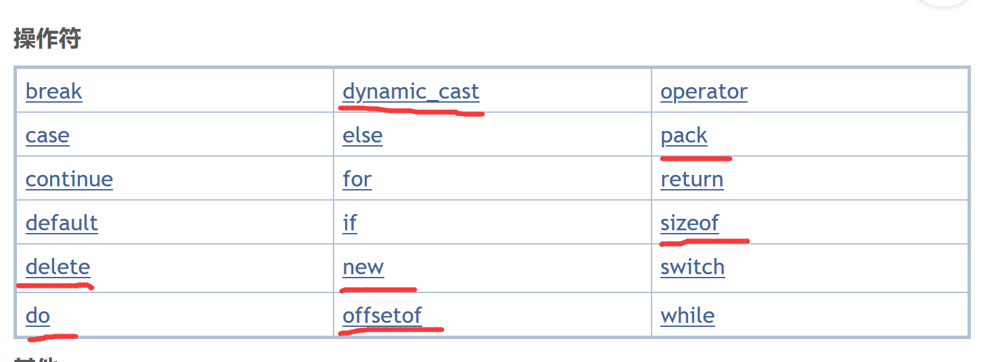 操作符
break dynamic_cast operator
case else pack
continue for return
default if sizeof
delete new switch
do offsetof while